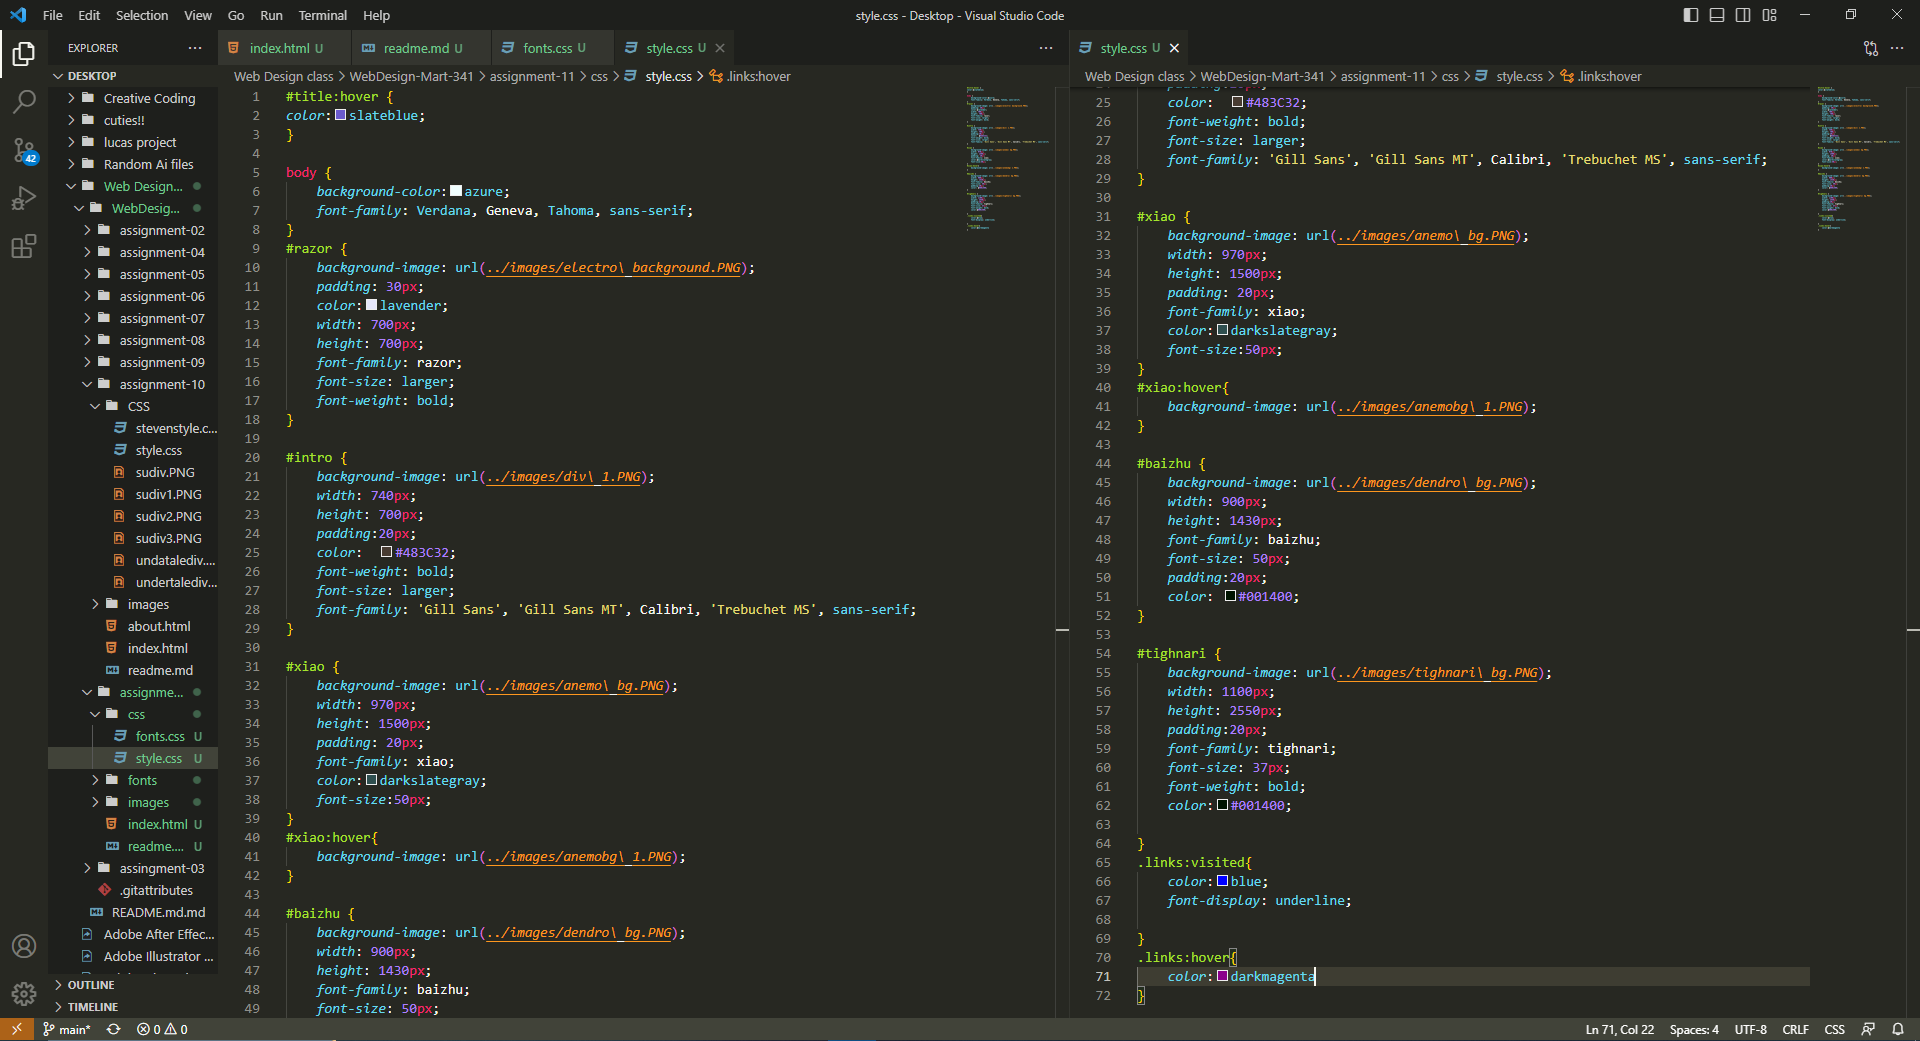 File Edit Selection View Go Run Terminal Help
style.css - Desktop - Visual Studio Code
EXPLORER
DESKTOP
Creative Coding
cuties!!
lucas project
Random Ai files
Web Design...
WebDesig...
assignment-02
assignment-04
assignment-05
assignment-06
assignment-07
assignment-08
assignment-09
assignment-10
CSS
stevenstyle.c...
style.css
sudiv.PNG
sudiv1.PNG
sudiv2.PNG
sudiv3.PNG
undatalediv....
undertalediv...
images
about.html
index.html
readme.md
assignme...
css
fonts.css U
style.css U
fonts
images
index.html U
readme.... U
assingment-03
.gitattributes
README.md.md
Adobe After Effec...
Adobe Illustrator ...
OUTLINE
TIMELINE
42
index.html U readme.md U fonts.css U style.css U
Web Design class > WebDesign-Mart-341 > assignment-11 > css > style.css > .links:hover
1 #title:hover {
2 color: slateblue;
3 }
4
5 body {
6 background-color: azure;
7 font-family: Verdana, Geneva, Tahoma, sans-serif;
8 }
9 #razor {
10 background-image: url(../images/electro\_background.PNG);
11 padding: 30px;
12 color: lavender;
13 width: 700px;
14 height: 700px;
15 font-family: razor;
16 font-size: larger;
17 font-weight: bold;
18 }
19
20 #intro {
21 background-image: url(../images/div\_1.PNG);
22 width: 740px;
23 height: 700px;
24 padding:20px;
25 color: #483C32;
26 font-weight: bold;
27 font-size: larger;
28 font-family: 'Gill Sans', 'Gill Sans MT', Calibri, 'Trebuchet MS', sans-serif;
29 }
30
31 #xiao {
32 background-image: url(../images/anemo\_bg.PNG);
33 width: 970px;
34 height: 1500px;
35 padding: 20px;
36 font-family: xiao;
37 color: darkslategray;
38 font-size:50px;
39 }
40 #xiao:hover{
41 background-image: url(../images/anemobg\_1.PNG);
42 }
43
44 #baizhu {
45 background-image: url(../images/dendro\_bg.PNG);
46 width: 900px;
47 height: 1430px;
48 font-family: baizhu;
49 font-size: 50px;
style.css U
Web Design class > WebDesign-Mart-341 > assignment-11 > css > style.css > .links:hover
25 color: #483C32;
26 font-weight: bold;
27 font-size: larger;
28 font-family: 'Gill Sans', 'Gill Sans MT', Calibri, 'Trebuchet MS', sans-serif;
29 }
30
31 #xiao {
32 background-image: url(../images/anemo\_bg.PNG);
33 width: 970px;
34 height: 1500px;
35 padding: 20px;
36 font-family: xiao;
37 color: darkslategray;
38 font-size:50px;
39 }
40 #xiao:hover{
41 background-image: url(../images/anemobg\_1.PNG);
42 }
43
44 #baizhu {
45 background-image: url(../images/dendro\_bg.PNG);
46 width: 900px;
47 height: 1430px;
48 font-family: baizhu;
49 font-size: 50px;
50 padding:20px;
51 color: #001400;
52 }
53
54 #tighnari {
55 background-image: url(../images/tighnari\_bg.PNG);
56 width: 1100px;
57 height: 2550px;
58 padding:20px;
59 font-family: tighnari;
60 font-size: 37px;
61 font-weight: bold;
62 color: #001400;
63
64 }
65 .links:visited{
66 color: blue;
67 font-display: underline;
68
69 }
70 .links:hover{
71 color: darkmagenta
72 }
main* 0 0
Ln 71, Col 22 Spaces: 4 UTF-8 CRLF CSS